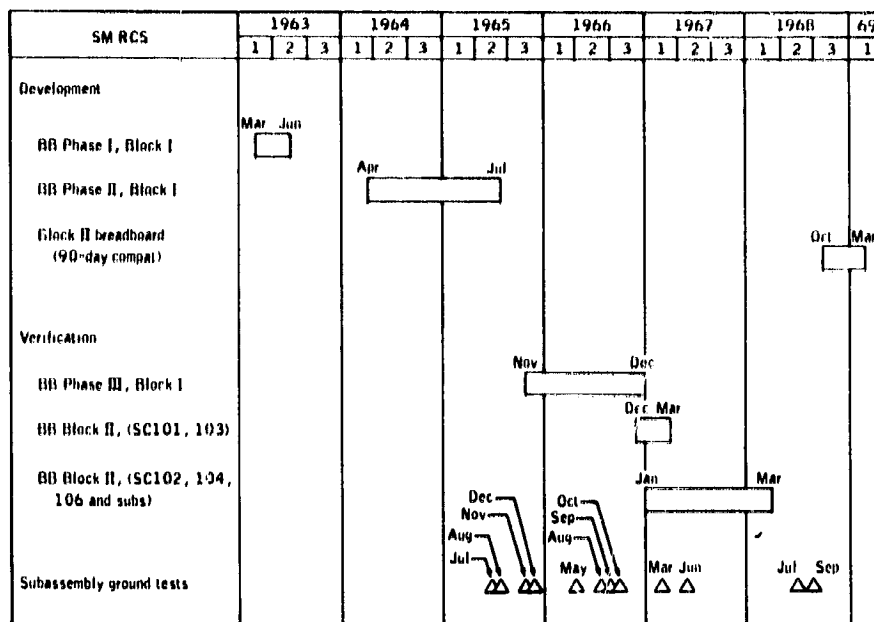 SM RCS
1963 1964 1965 1966 1967 1968 69
1 2 3 1 2 3 1 2 3 1 2 3 1 2 3 1 2 3 1
Development
Mar Jun
BB Phase I, Block I
Apr Jul
BB Phase II, Block I
Oct Mar
Block II breadboard
(90-day compat)
Verification
Nov Dec
BB Phase III, Block I
Dec Mar
BB Block II, (SC101, 103)
Jan Mar
BB Block II, (SC102, 104,
106 and subs)
Dec Oct
Nov Sep
Aug Aug
Jul May Mar Jun Jul Sep
Subassembly ground tests